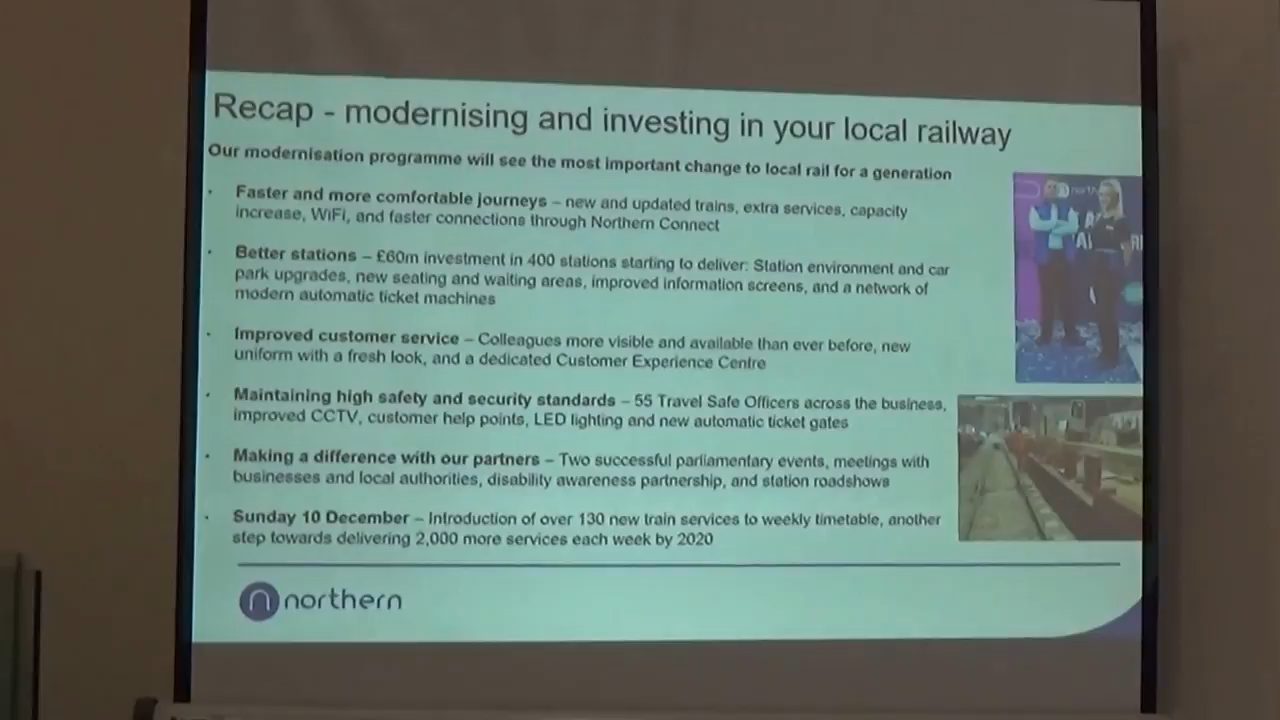 Recap - modernising and investing in your local railway
Our modernisation programme will see the most important change to local rail for a generation
· Faster and more comfortable journeys – new and updated trains, extra services, capacity
increase, WiFi, and faster connections through Northern Connect
· Better stations – £60m investment in 400 stations starting to deliver: Station environment and car
park upgrades, new seating and waiting areas, improved information screens, and a network of
modern automatic ticket machines
· Improved customer service – Colleagues more visible and available than ever before, new
uniform with a fresh look, and a dedicated Customer Experience Centre
· Maintaining high safety and security standards – 55 Travel Safe Officers across the business,
improved CCTV, customer help points, LED lighting and new automatic ticket gates
· Making a difference with our partners – Two successful parliamentary events, meetings with
businesses and local authorities, disability awareness partnership, and station roadshows
· Sunday 10 December – Introduction of over 130 new train services to weekly timetable, another
step towards delivering 2,000 more services each week by 2020
northern